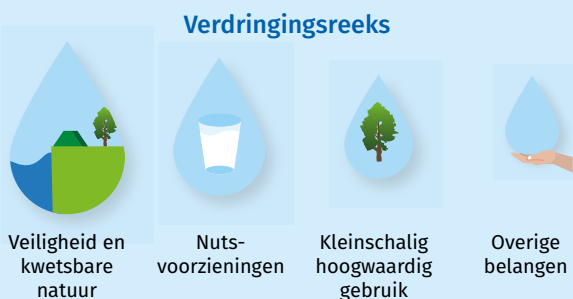 Verdringingsreeks
Veiligheid en
kwetsbare
natuur
Nuts-
voorzieningen
Kleinschalig
hoogwaardig
gebruik
Overige
belangen